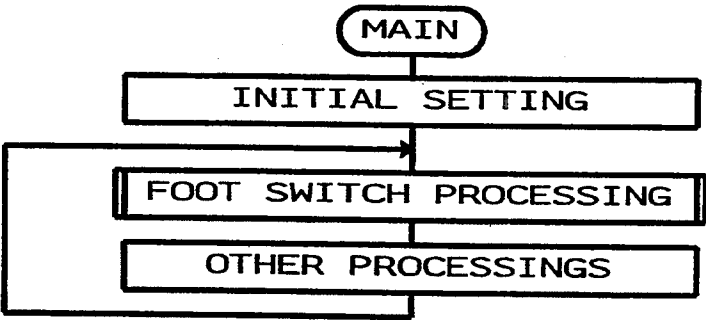 MAIN
INITIAL SETTING
FOOT SWITCH PROCESSING
OTHER PROCESSINGS